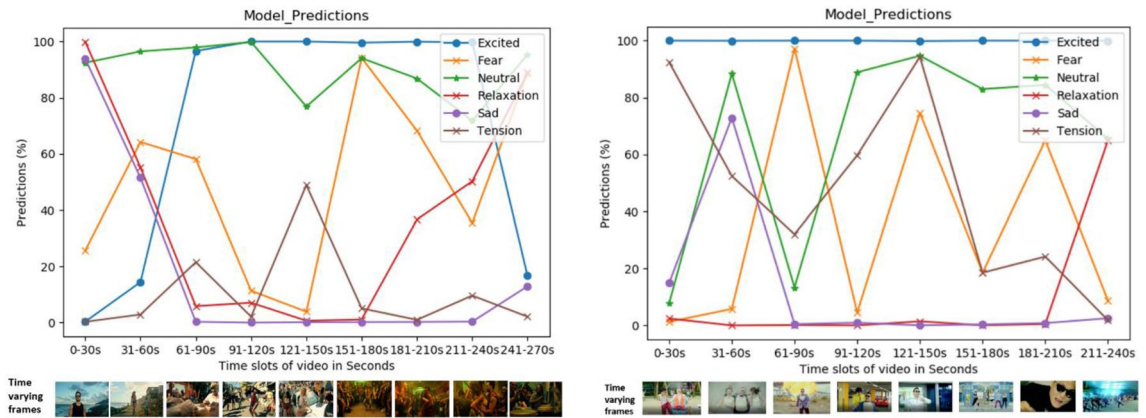 Model_Predictions
100
80
60
40
20
0
Predictions (%)
Excited
Fear
Neutral
Relaxation
Sad
Tension
0-30s 31-60s 61-90s 91-120s 121-150s 151-180s 181-210s 211-240s 241-270s
Time slots of video in Seconds
Time
varying
frames
Model_Predictions
100
80
60
40
20
0
Predictions (%)
Excited
Fear
Neutral
Relaxation
Sad
Tension
0-30s 31-60s 61-90s 91-120s 121-150s 151-180s 181-210s 211-240s
Time slots of video in Seconds
Time
varying
frames